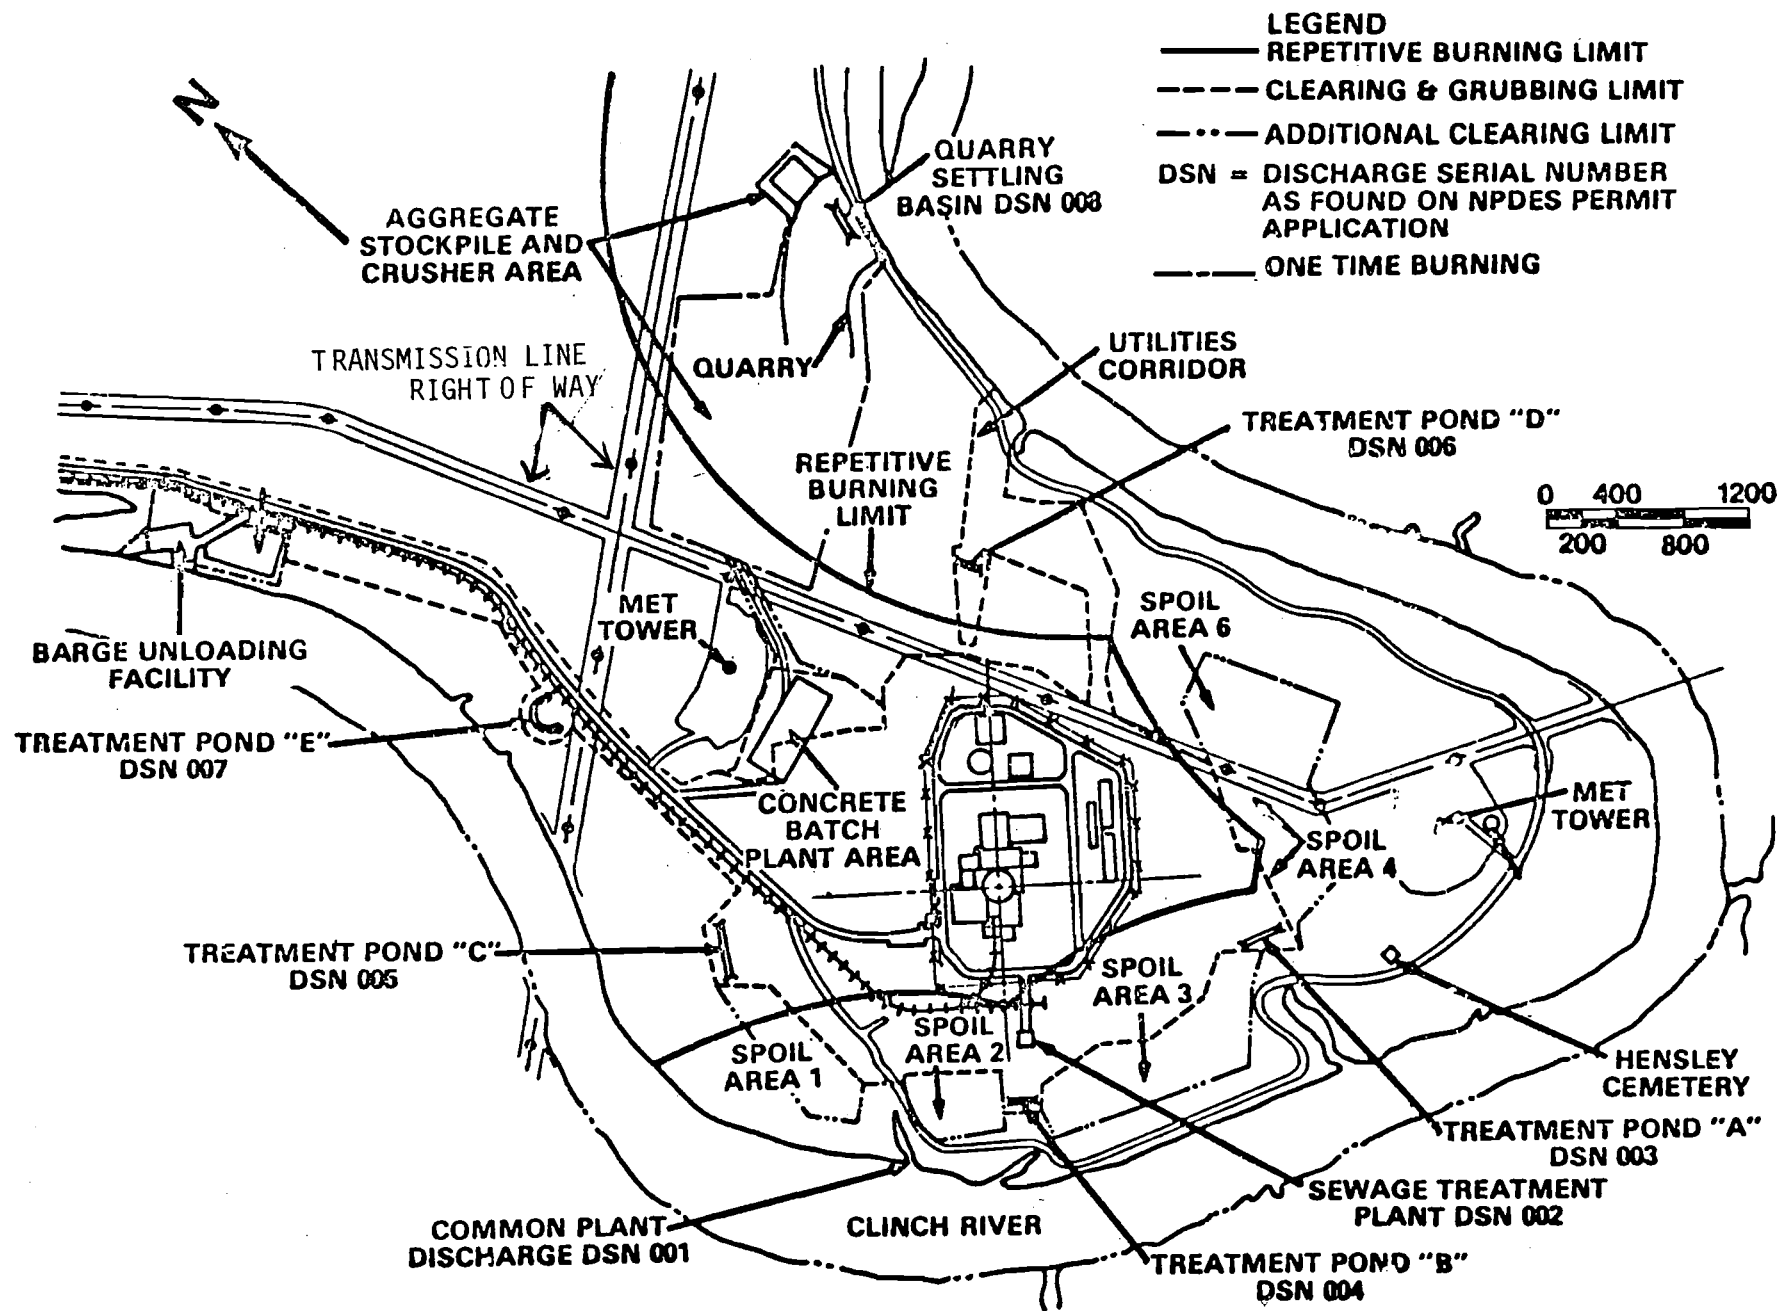 LEGEND
REPETITIVE BURNING LIMIT
CLEARING & GRUBBING LIMIT
ADDITIONAL CLEARING LIMIT
DSN = DISCHARGE SERIAL NUMBER
AS FOUND ON NPDES PERMIT
APPLICATION
ONE TIME BURNING
N
QUARRY
SETTLING
BASIN DSN 008
AGGREGATE
STOCKPILE AND
CRUSHER AREA
TRANSMISSION LINE
RIGHT OF WAY
QUARRY
UTILITIES
CORRIDOR
TREATMENT POND "D"
DSN 006
REPETITIVE
BURNING
LIMIT
0 400 1200
200 800
MET
TOWER
SPOIL
AREA 6
BARGE UNLOADING
FACILITY
TREATMENT POND "E"
DSN 007
CONCRETE
BATCH
PLANT AREA
MET
TOWER
SPOIL
AREA 4
TREATMENT POND "C"
DSN 005
SPOIL
AREA 3
SPOIL
AREA 2
SPOIL
AREA 1
HENSLEY
CEMETERY
TREATMENT POND "A"
DSN 003
SEWAGE TREATMENT
PLANT DSN 002
COMMON PLANT
DISCHARGE DSN 001
CLINCH RIVER
TREATMENT POND "B"
DSN 004